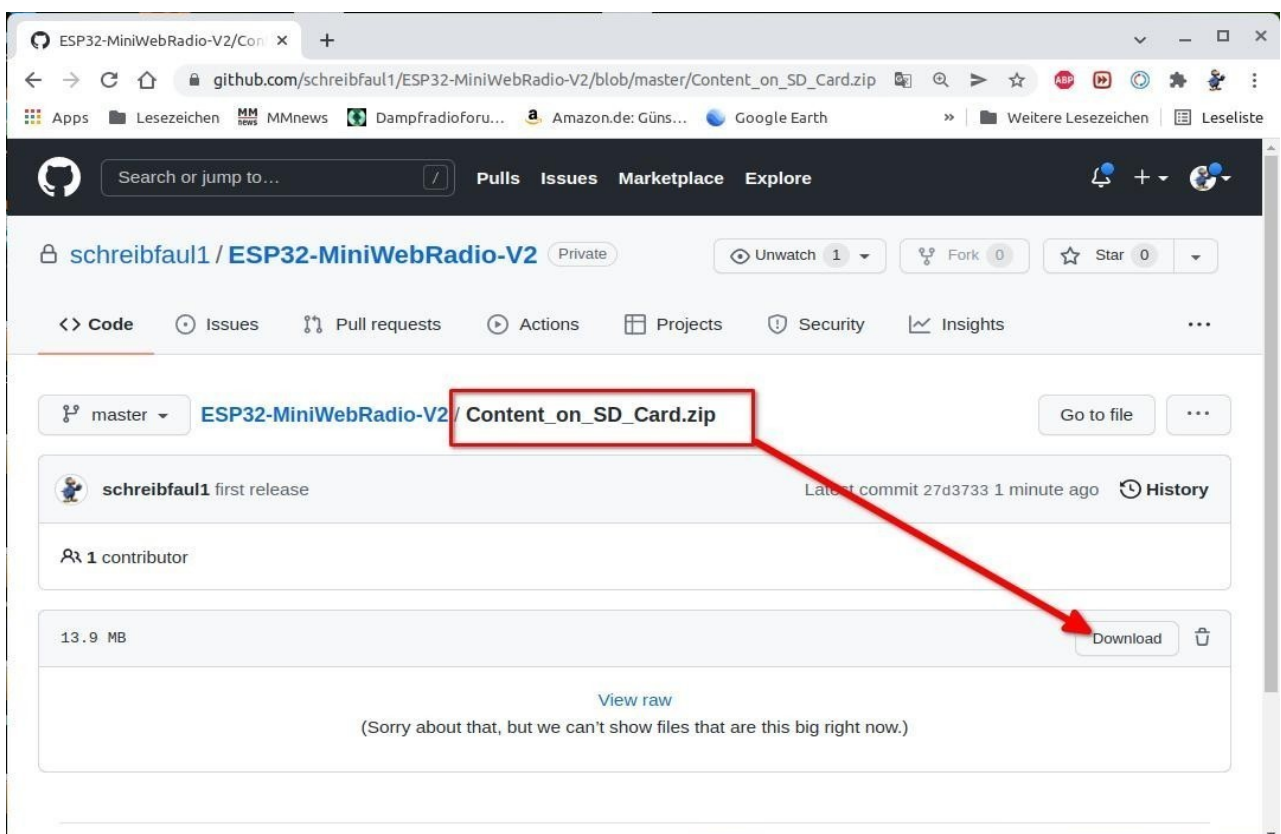 ESP32-MiniWebRadio-V2/Con
github.com/schreibfaul1/ESP32-MiniWebRadio-V2/blob/master/Content_on_SD_Card.zip ABP
Apps Lesezeichen MM news MMnews Dampfradioforu... a Amazon.de: Güns... Google Earth » Weitere Lesezeichen Leseliste
Search or jump to... / Pulls Issues Marketplace Explore
schreibfaul1 / ESP32-MiniWebRadio-V2 Private Unwatch 1 Fork 0 Star 0
<> Code Issues Pull requests Actions Projects Security Insights ...
master ESP32-MiniWebRadio-V2 / Content_on_SD_Card.zip Go to file ...
schreibfaul1 first release Latest commit 27d3733 1 minute ago History
1 contributor
13.9 MB Download
View raw
(Sorry about that, but we can't show files that are this big right now.)